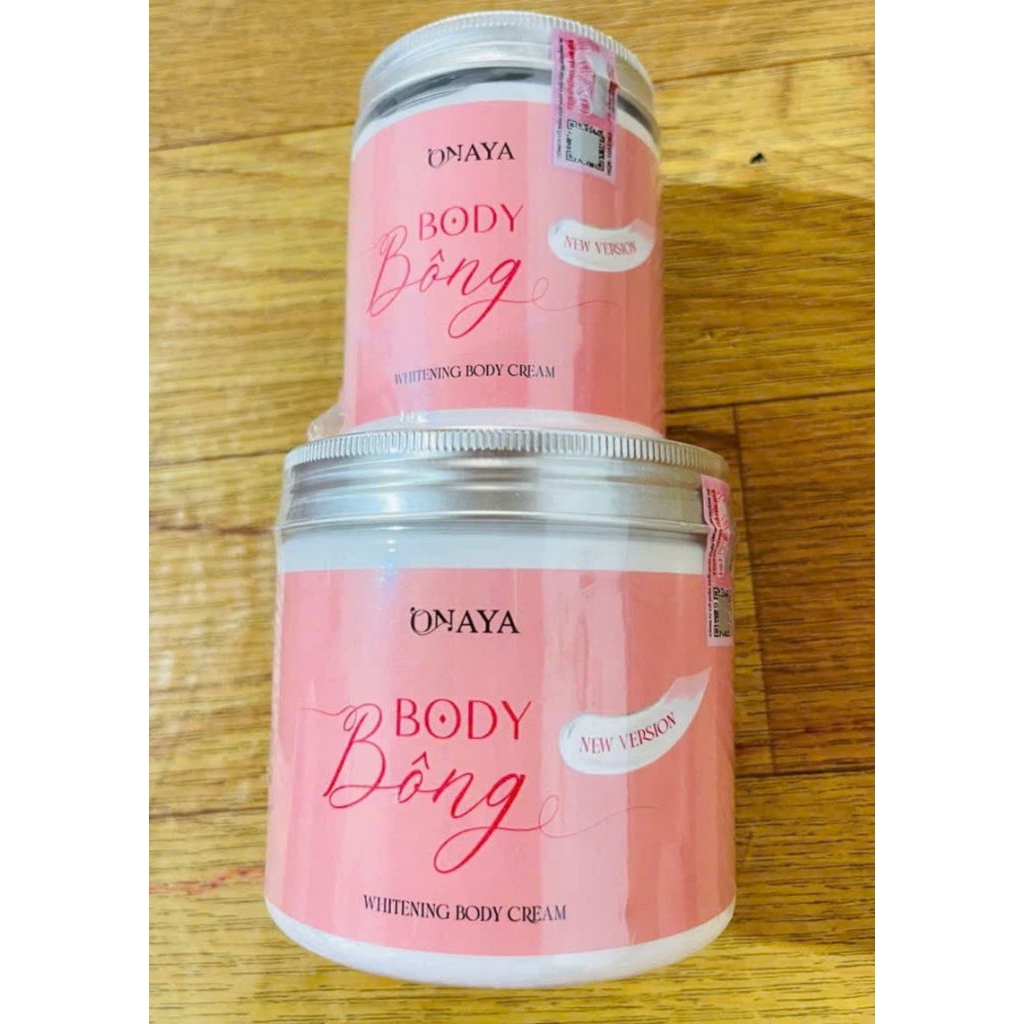 ONAYA
BODY
Bông
NEW VERSION
WHITENING BODY CREAM
ONAYA
BODY
Bông
NEW VERSION
WHITENING BODY CREAM